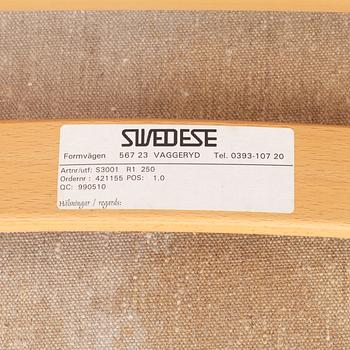 SWEDESE
Formvägen 567 23 VAGGERYD Tel. 0393-107 20
Artnr/utf: S3001 R1 250
Ordernr : 421155 POS: 1.0
QC: 990510
Hälsningar / regards: